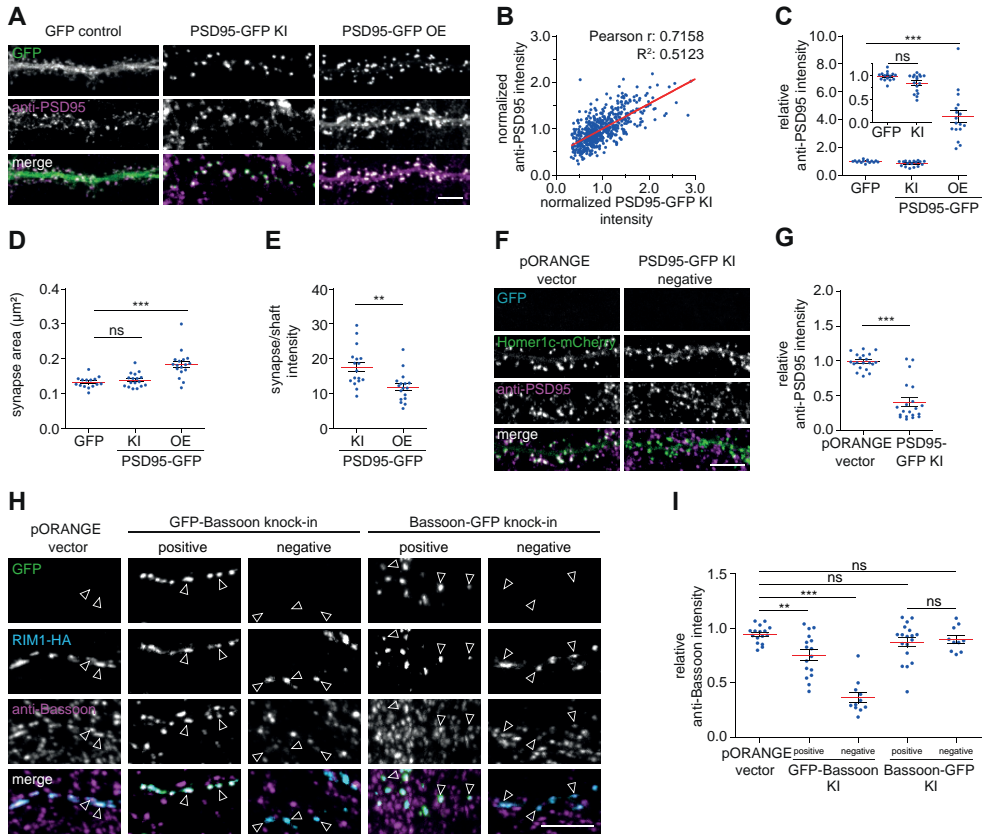 A
GFP control
PSD95-GFP KI
PSD95-GFP OE
GFP
anti-PSD95
merge
B
Pearson r: 0.7158
R²: 0.5123
normalized
anti-PSD95 intensity
3.0
2.0
1.0
0.0
0.0
1.0
2.0
3.0
normalized PSD95-GFP KI
intensity
C
relative
anti-PSD95 intensity
10.0
8.0
6.0
4.0
2.0
0.0
***
ns
1.0
0.5
0
GFP
KI
GFP
KI
OE
PSD95-GFP
D
synapse area (µm²)
0.4
0.3
0.2
0.1
0.0
***
ns
GFP
KI
OE
PSD95-GFP
E
synapse/shaft
intensity
40
30
20
10
0
**
KI
OE
PSD95-GFP
F
pORANGE
vector
PSD95-GFP KI
negative
GFP
Homer1c-mCherry
anti-PSD95
merge
G
relative
anti-PSD95 intensity
2.0
1.5
1.0
0.5
0.0
***
pORANGE
vector
PSD95-
GFP KI
H
pORANGE
vector
GFP-Bassoon knock-in
positive
negative
Bassoon-GFP knock-in
positive
negative
GFP
RIM1-HA
anti-Bassoon
merge
I
relative
anti-Bassoon intensity
1.5
1.0
0.5
0.0
ns
ns
***
**
ns
pORANGE
vector
positive
negative
GFP-Bassoon
KI
positive
negative
Bassoon-GFP
KI